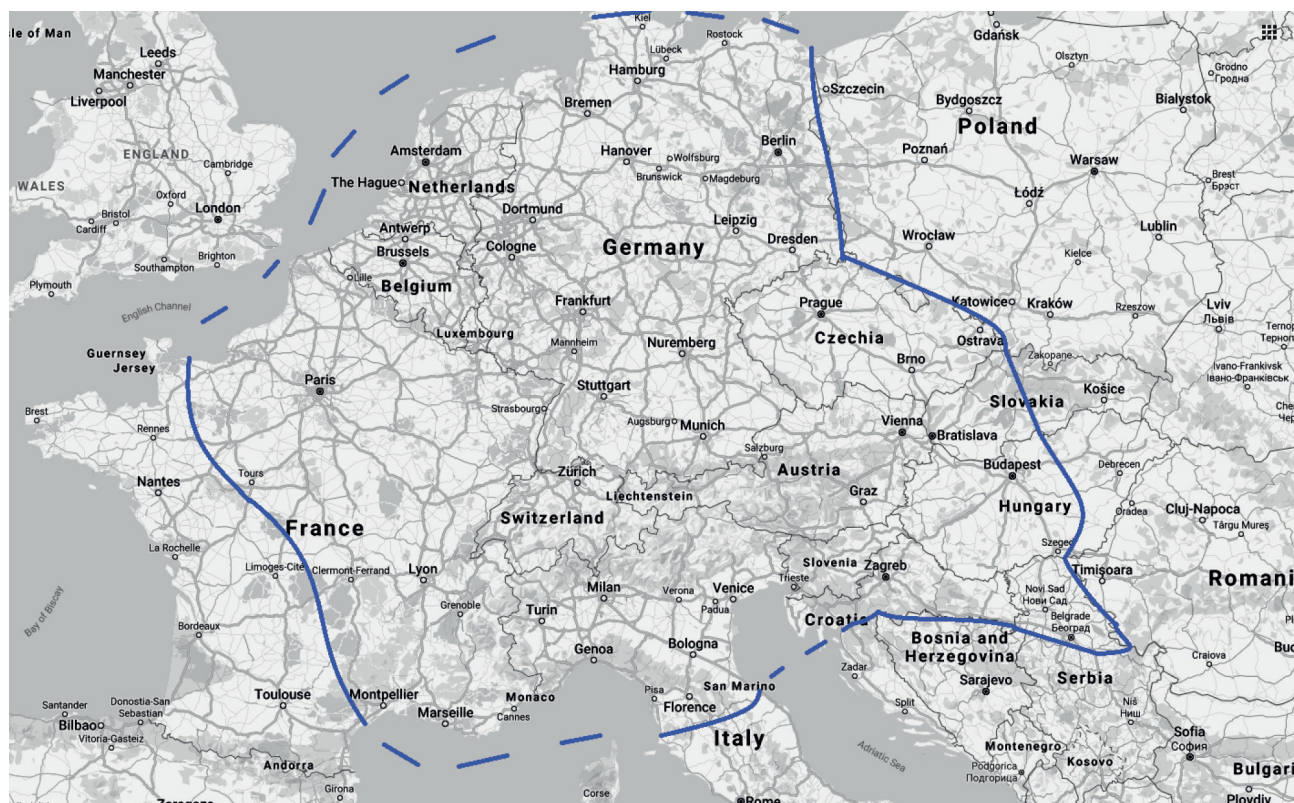 sle of Man
Leeds
Manchester
Liverpool
ENGLAND
Cambridge
WALES
Oxford
London
Bristol
Cardiff
Southampton
Brighton
Plymouth
English Channel
Guernsey
Jersey
Brest
Rennes
Paris
Nantes
Tours
France
La Rochelle
Limoges-Cité
Clermont-Ferrand
Lyon
Grenoble
Bay of Biscay
Bordeaux
Toulouse
Montpellier
Marseille
Cannes
Monaco
Santander
Bilbao
Donostia-San
Sebastian
Vitoria-Gasteiz
Andorra
Girona
Zaragoza
Kiel
Rostock
Lübeck
Hamburg
Bremen
Amsterdam
The Hague
Netherlands
Hanover
Wolfsburg
Brunswick
Magdeburg
Berlin
Dortmund
Antwerp
Brussels
Lille
Belgium
Cologne
Germany
Leipzig
Dresden
Luxembourg
Frankfurt
Mannheim
Nuremberg
Stuttgart
Strasbourg
Augsburg
Munich
Salzburg
Zürich
Liechtenstein
Switzerland
Austria
Graz
Vienna
Gdańsk
Olsztyn
Grodno
Гродна
Szczecin
Bydgoszcz
Bialystok
Poland
Poznań
Warsaw
Brest
Брэст
Łódź
Lublin
Wrocław
Kielce
Katowice
Kraków
Rzeszow
Lviv
Львів
Prague
Czechia
Ostrava
Brno
Zakopane
Ivano-Frankivsk
Івано-Франківськ
Slovakia
Košice
Bratislava
Budapest
Debrecen
Hungary
Oradea
Cluj-Napoca
Târgu Mureș
Szeged
Timișoara
Romani
Slovenia
Zagreb
Trieste
Milan
Verona
Venice
Padua
Turin
Genoa
Bologna
Croatia
Novi Sad
Нови Сад
Belgrade
Београд
Bosnia and
Herzegovina
Craiova
Zadar
Sarajevo
Serbia
Pisa
Florence
San Marino
Split
Niš
Ниш
Italy
Adriatic Sea
Montenegro
Podgorica
Подгорица
Kosovo
Sofia
София
Bulgari
Plovdiv
Corse
Rome